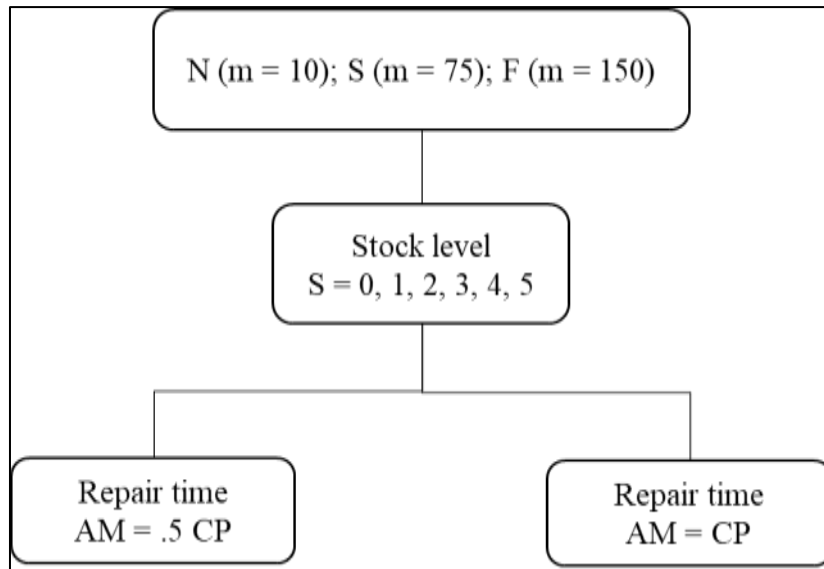 N (m = 10); S (m = 75); F (m = 150)
Stock level
S = 0, 1, 2, 3, 4, 5
Repair time
AM = .5 CP
Repair time
AM = CP